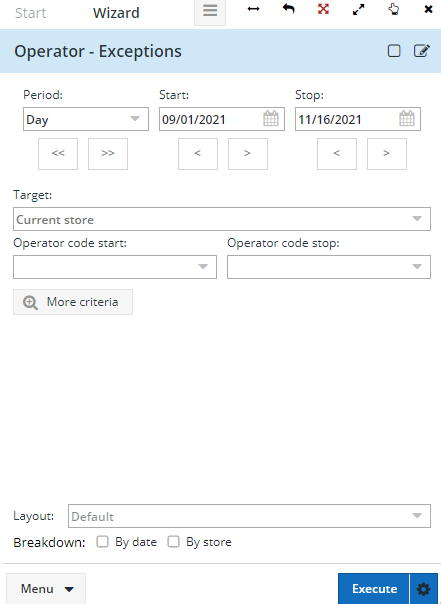 Start Wizard
Operator - Exceptions
Period: Start: Stop:
Day 09/01/2021 11/16/2021
<< >> < > < >
Target:
Current store
Operator code start: Operator code stop:
More criteria
Layout: Default
Breakdown: By date By store
Menu Execute